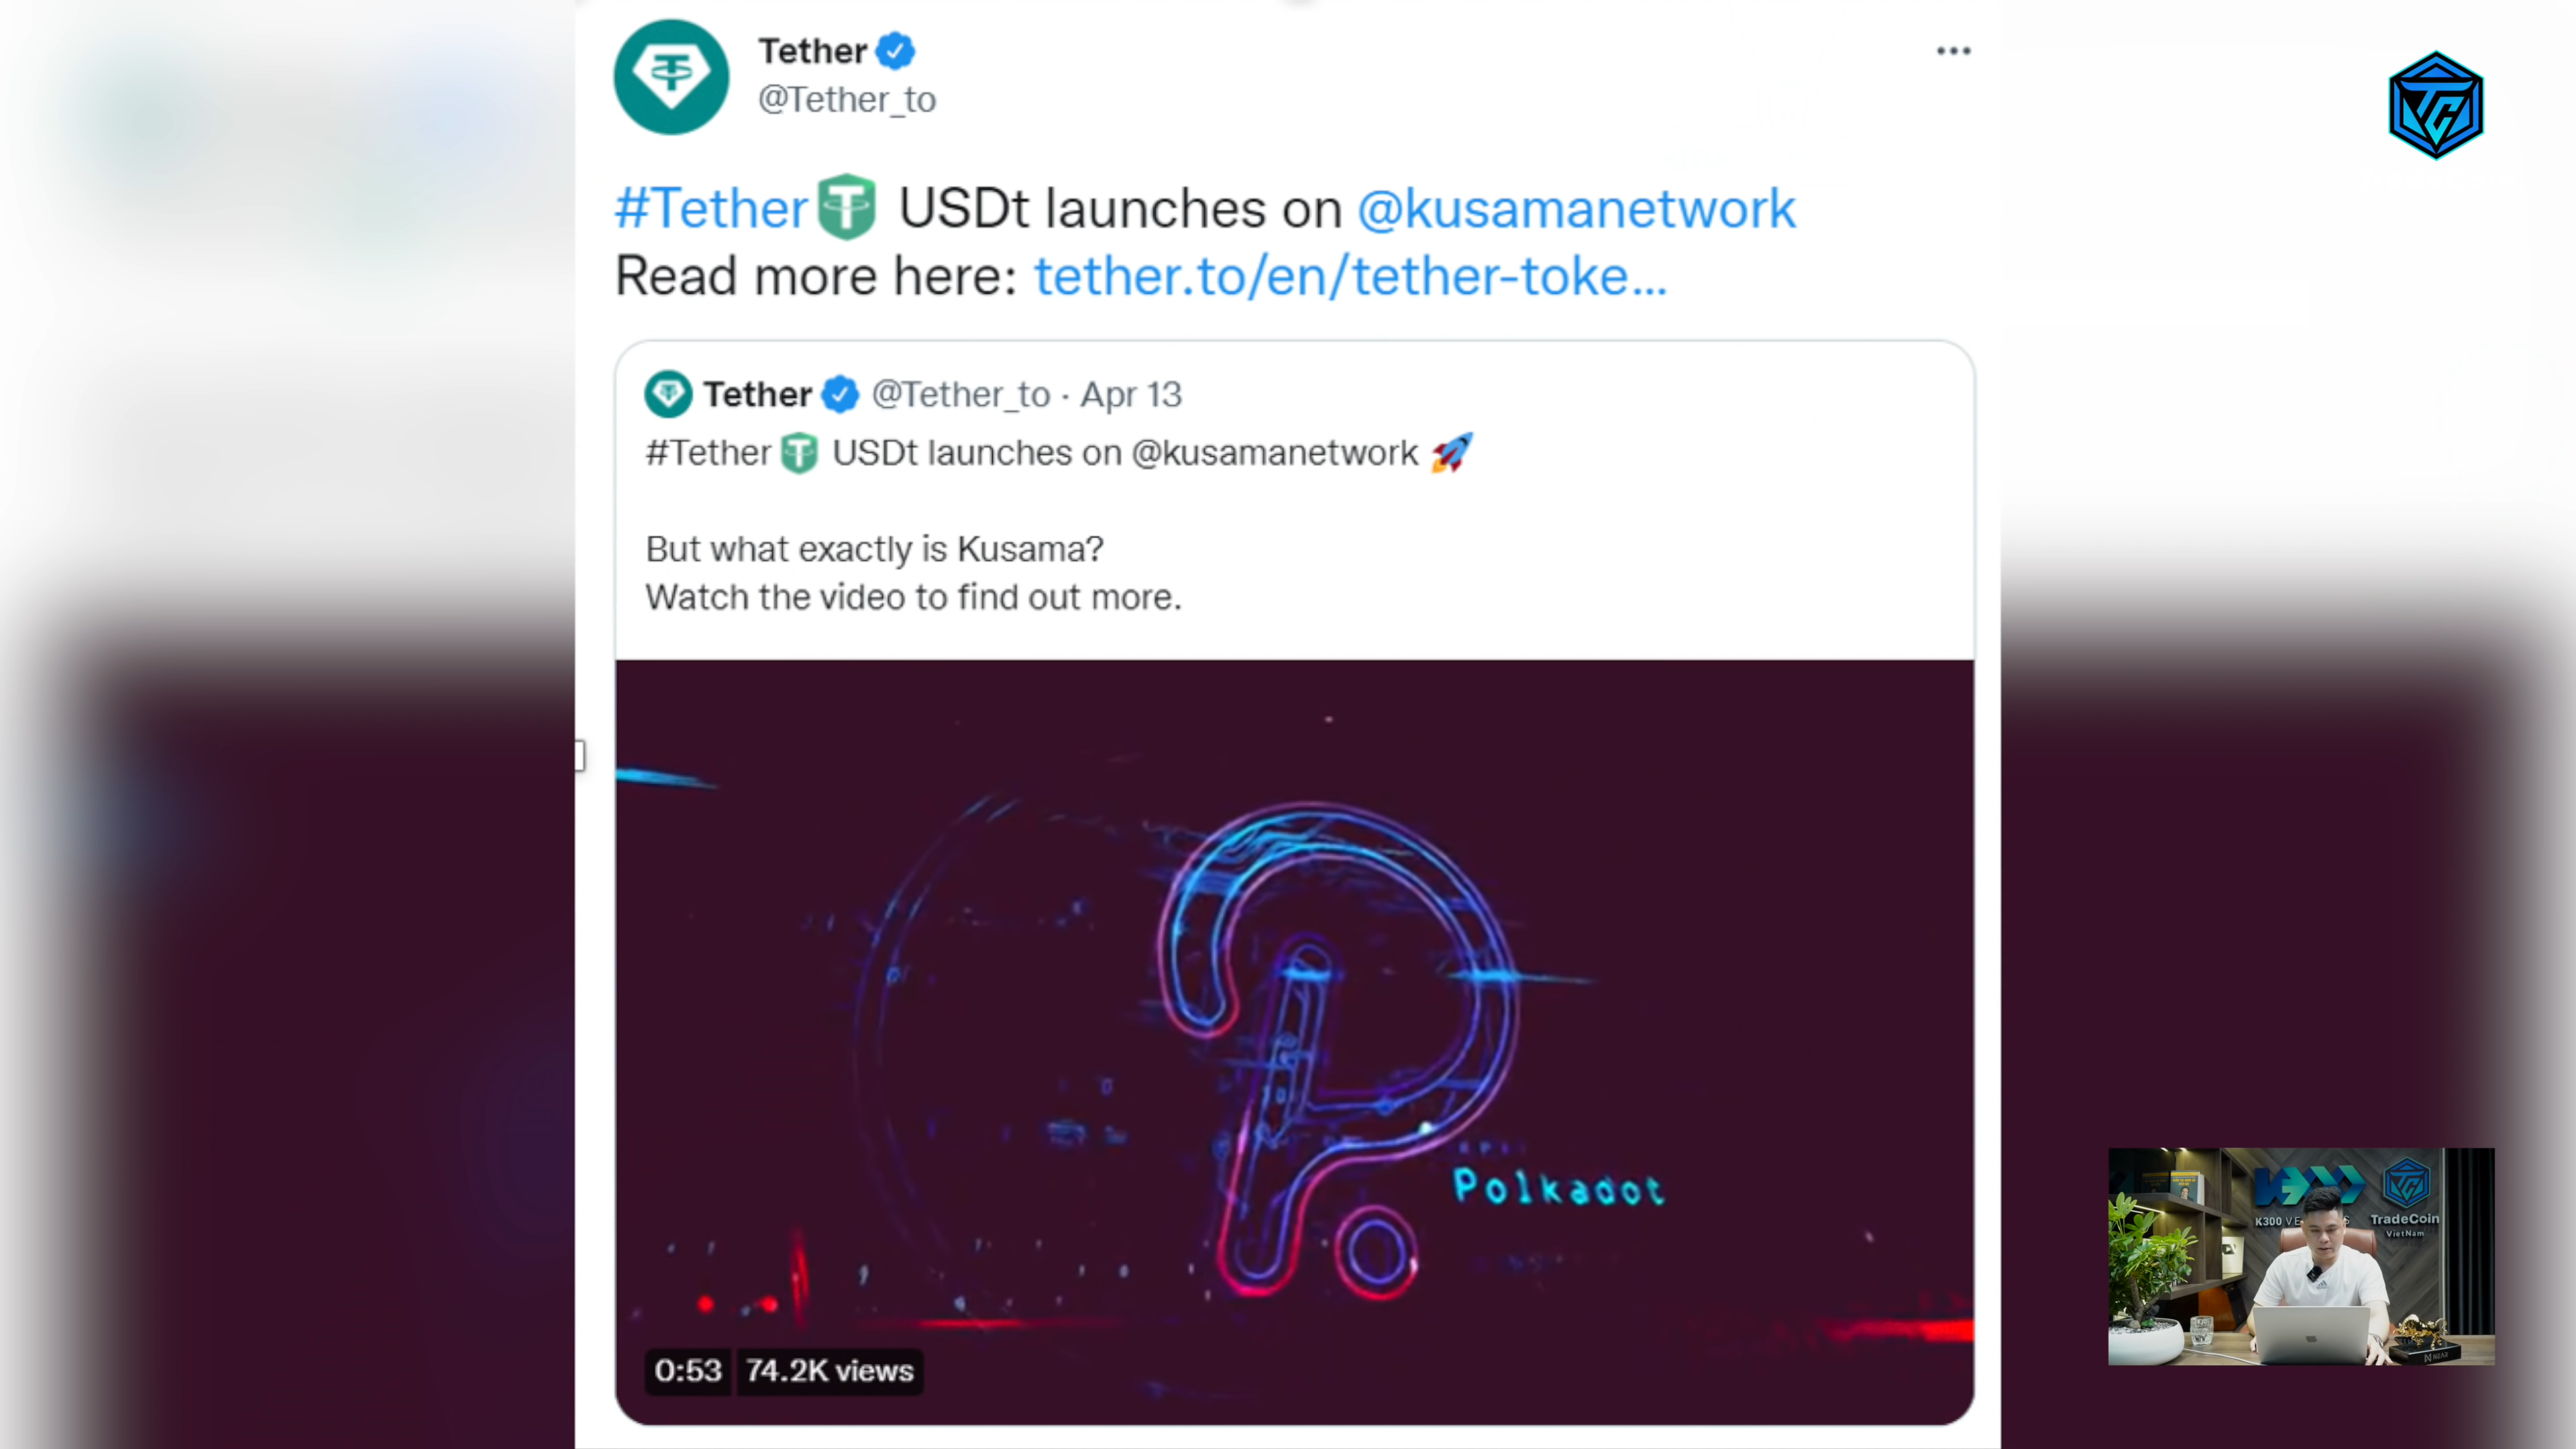 Tether
@Tether_to
#Tether USDt launches on @kusamanetwork
Read more here: tether.to/en/tether-toke...
Tether @Tether_to · Apr 13
#Tether USDt launches on @kusamanetwork
But what exactly is Kusama?
Watch the video to find out more.
Polkadot
0:53 74.2K views
K300
TradeCoin
VietNam